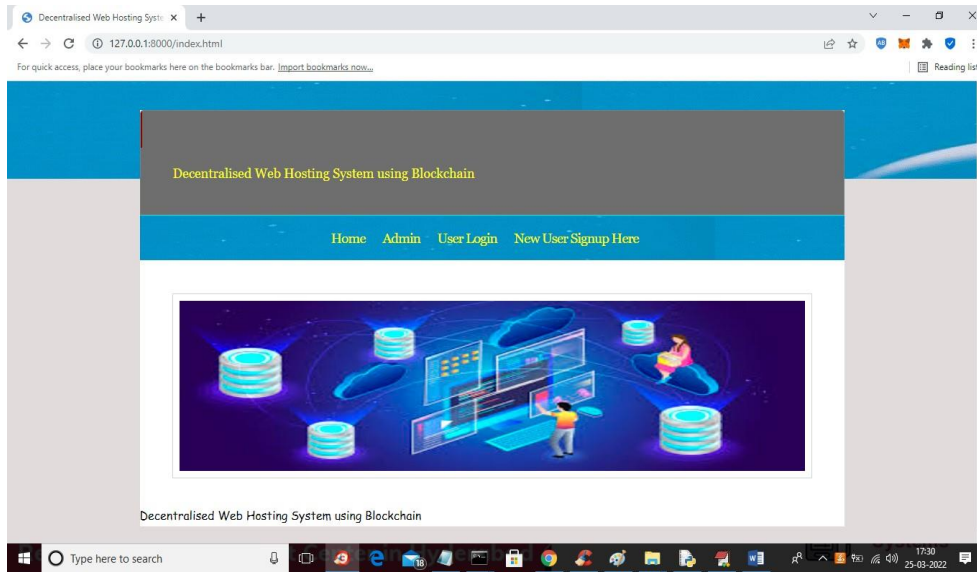 Decentralised Web Hosting Syste
127.0.0.1:8000/index.html
For quick access, place your bookmarks here on the bookmarks bar. Import bookmarks now...
Reading list
Decentralised Web Hosting System using Blockchain
Home Admin User Login New User Signup Here
Decentralised Web Hosting System using Blockchain
Type here to search
18
17:30
25-03-2022